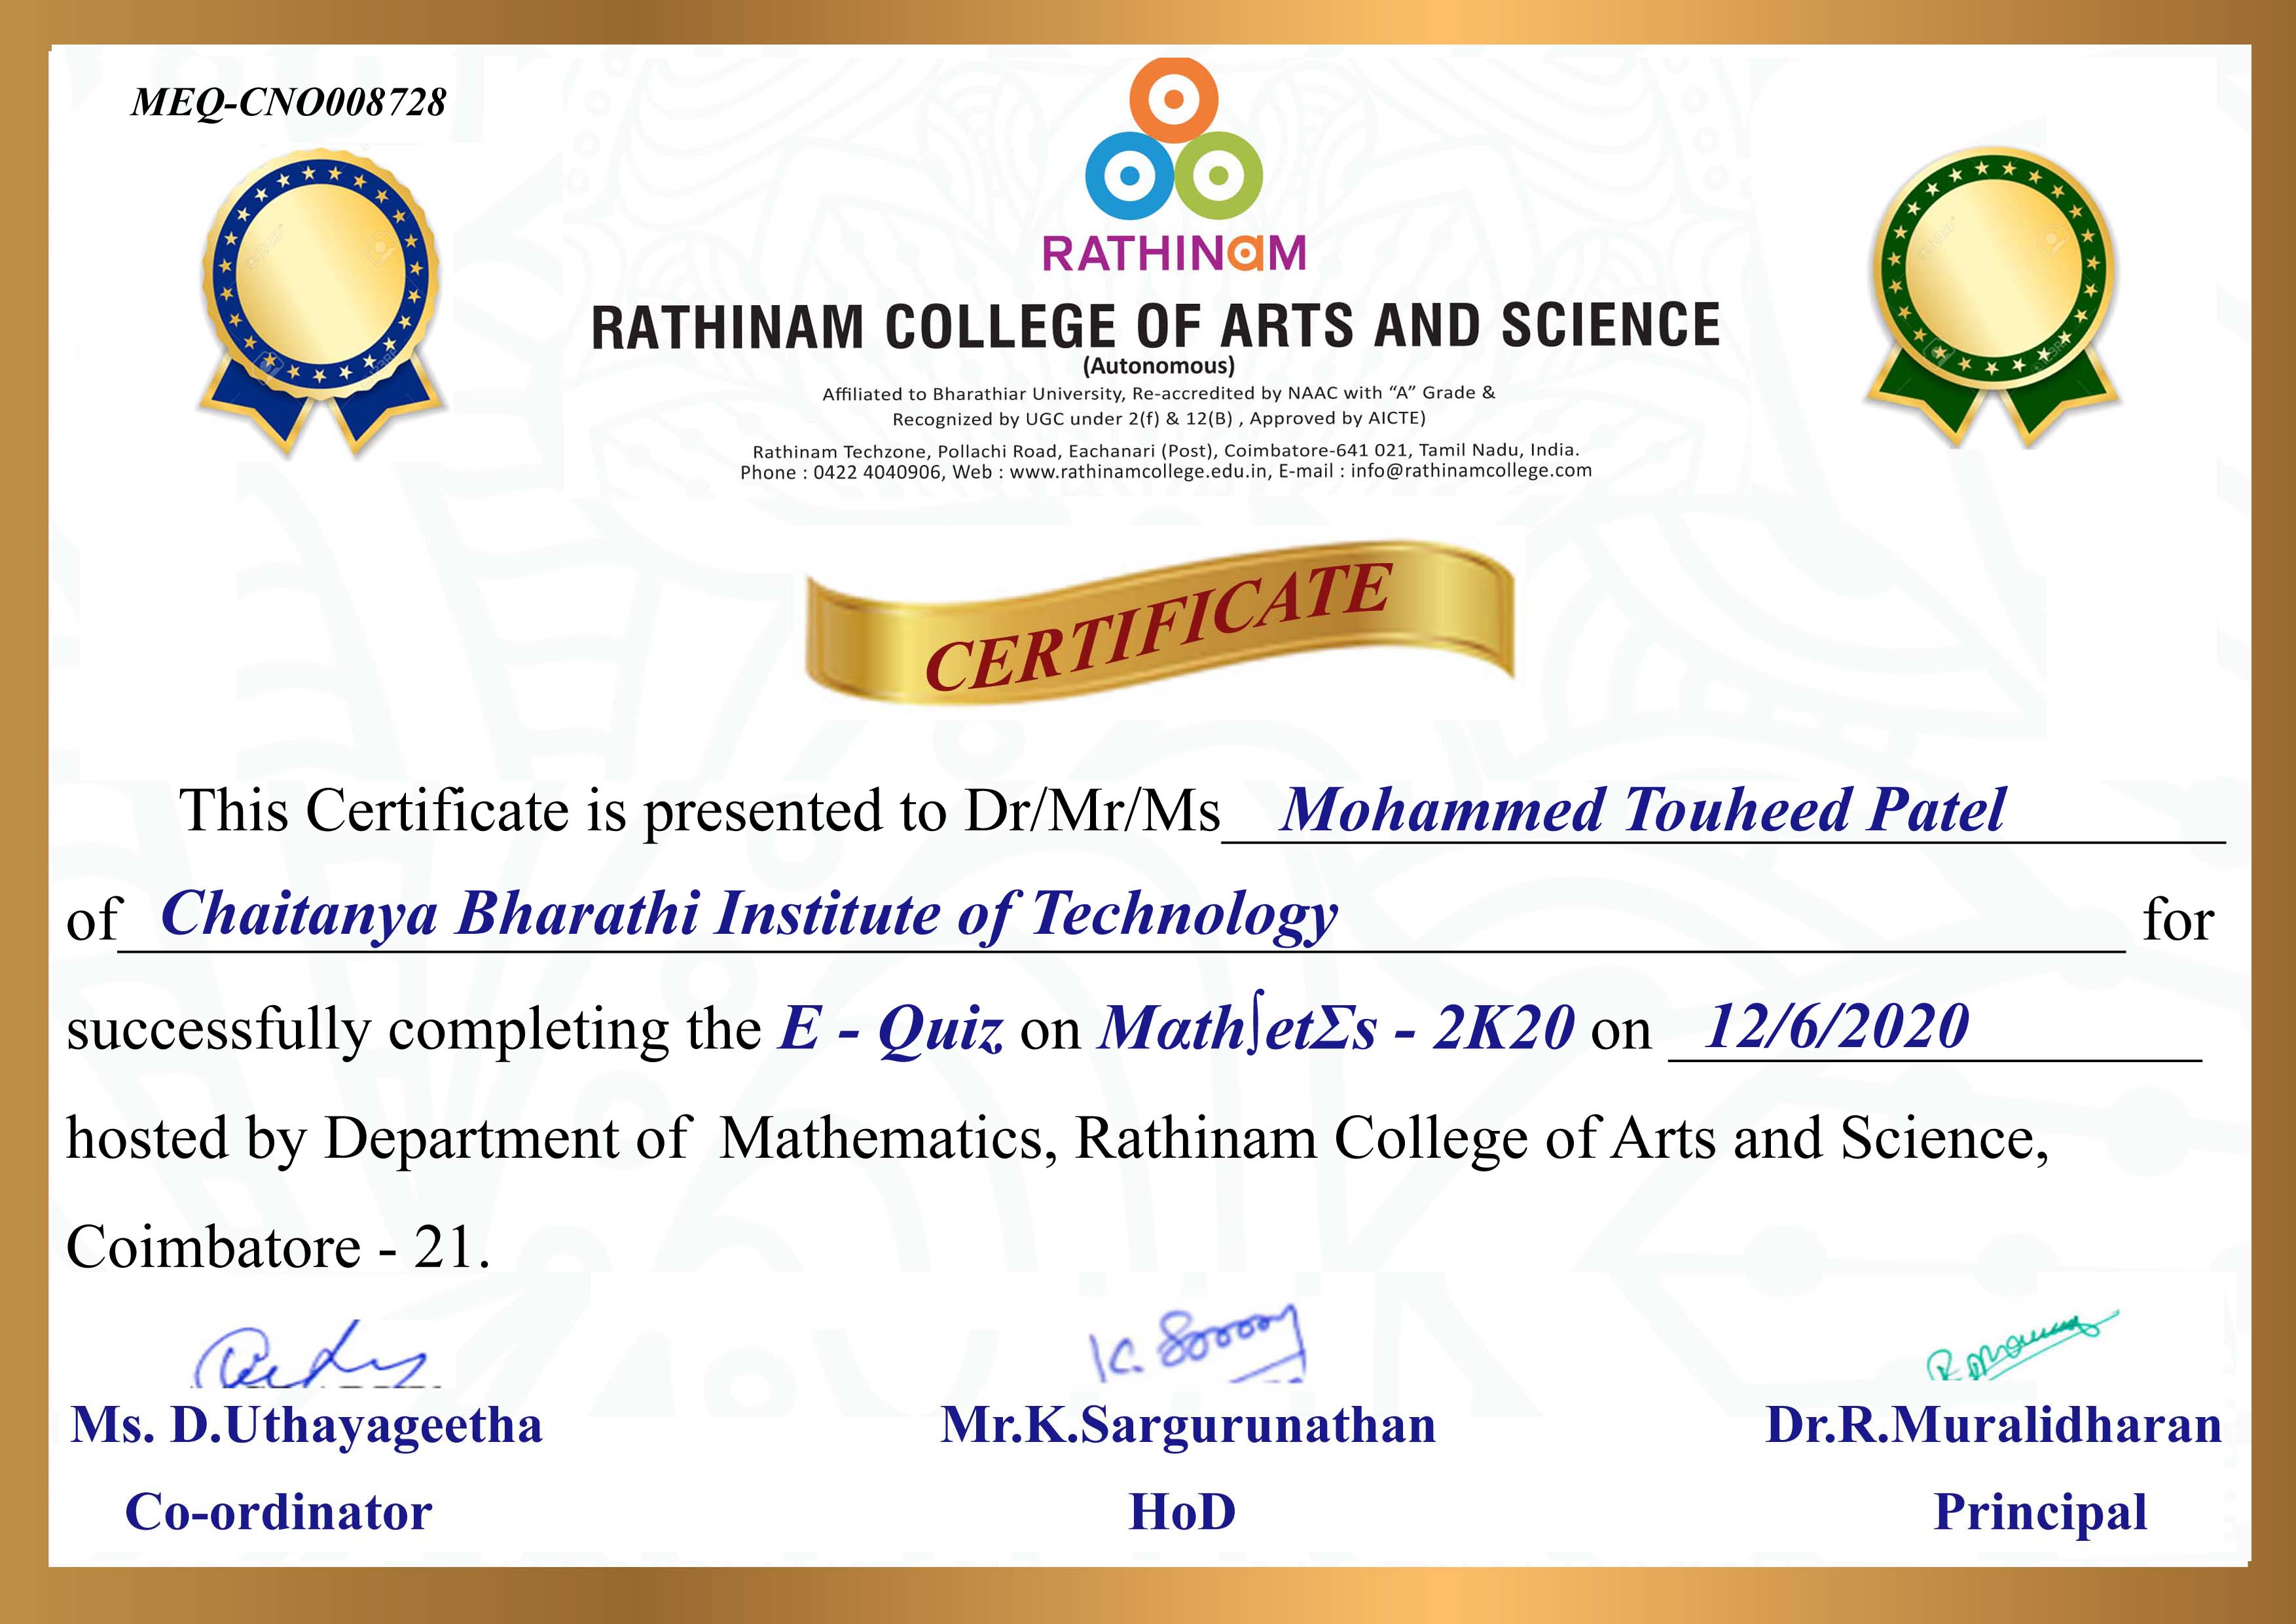 MEQ-CNO008728
RATHINAM
RATHINAM COLLEGE OF ARTS AND SCIENCE
(Autonomous)
Affiliated to Bharathiar University, Re-accredited by NAAC with “A” Grade &
Recognized by UGC under 2(f) & 12(B) , Approved by AICTE)
Rathinam Techzone, Pollachi Road, Eachanari (Post), Coimbatore-641 021, Tamil Nadu, India.
Phone : 0422 4040906, Web : www.rathinamcollege.edu.in, E-mail : info@rathinamcollege.com
CERTIFICATE
This Certificate is presented to Dr/Mr/Ms Mohammed Touheed Patel
of Chaitanya Bharathi Institute of Technology for
successfully completing the E - Quiz on Mαth∫etΣs - 2K20 on 12/6/2020
hosted by Department of Mathematics, Rathinam College of Arts and Science,
Coimbatore - 21.
Ms. D.Uthayageetha Mr.K.Sargurunathan Dr.R.Muralidharan
Co-ordinator HoD Principal